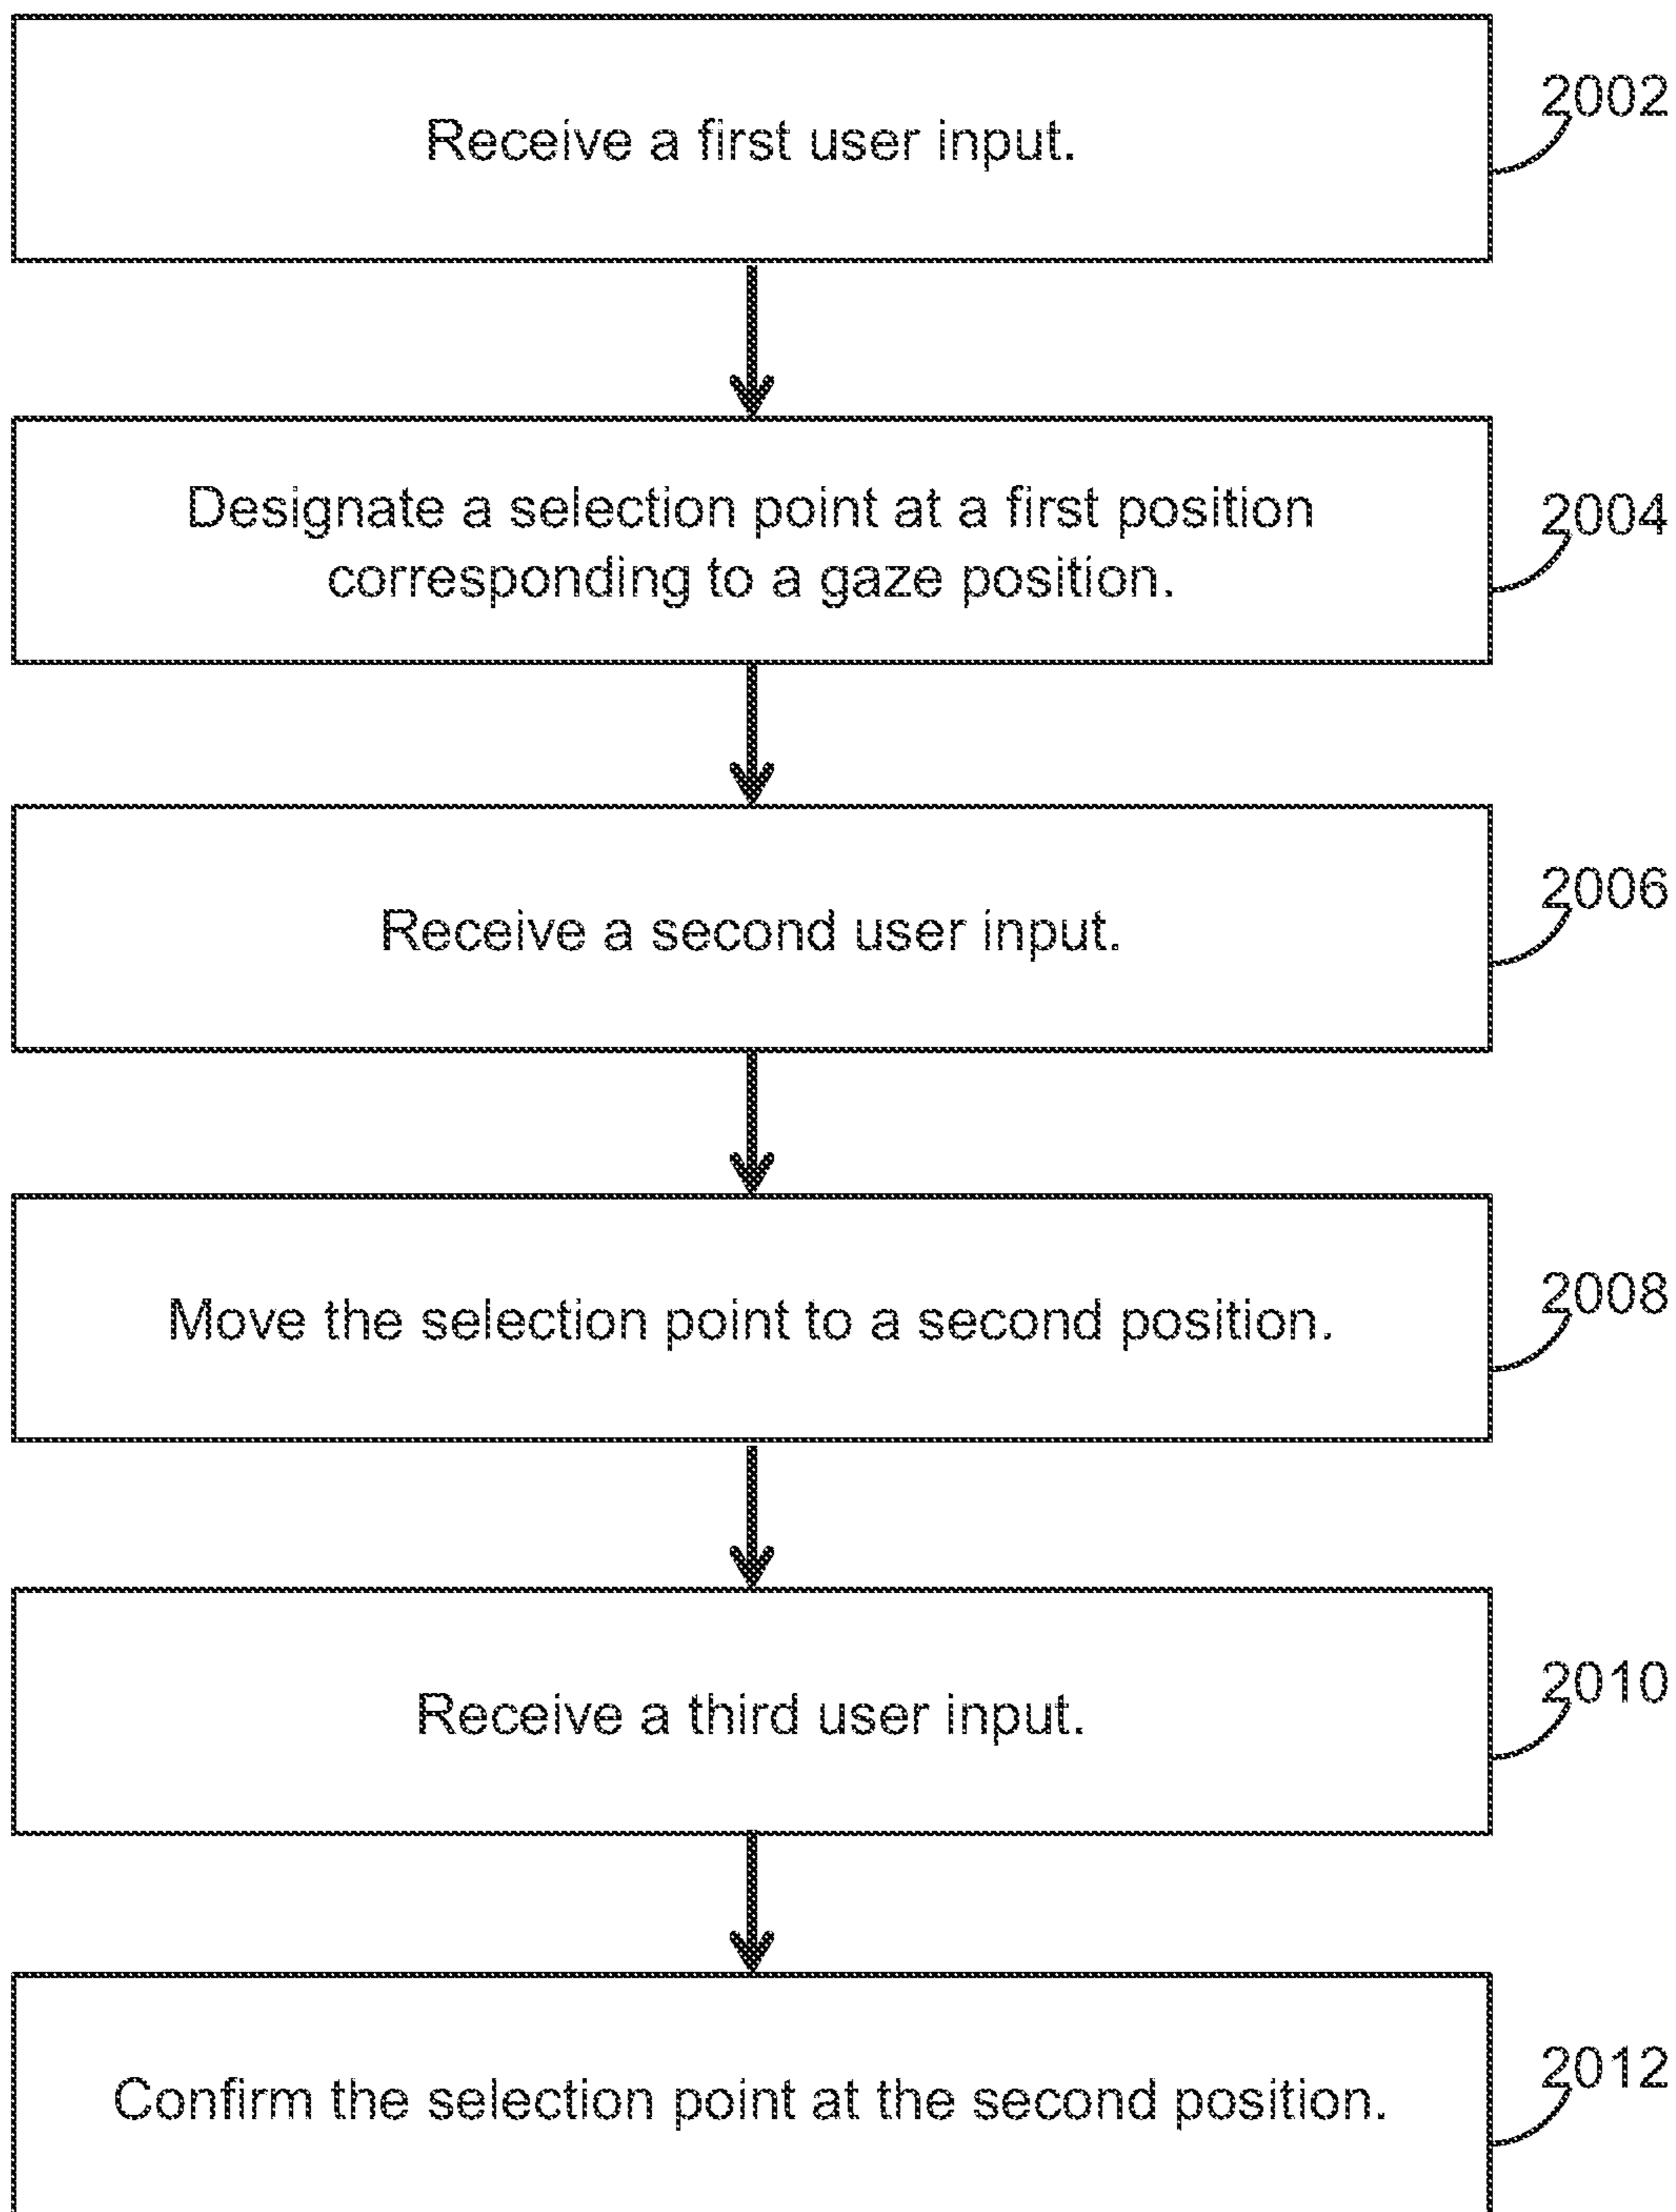 Receive a first user input.
2002
Designate a selection point at a first position
corresponding to a gaze position.
2004
Receive a second user input.
2006
Move the selection point to a second position.
2008
Receive a third user input.
2010
Confirm the selection point at the second position.
2012